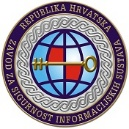 REPUBLIKA HRVATSKA
ZAVOD ZA SIGURNOST INFORMACIJSKIH SUSTAVA